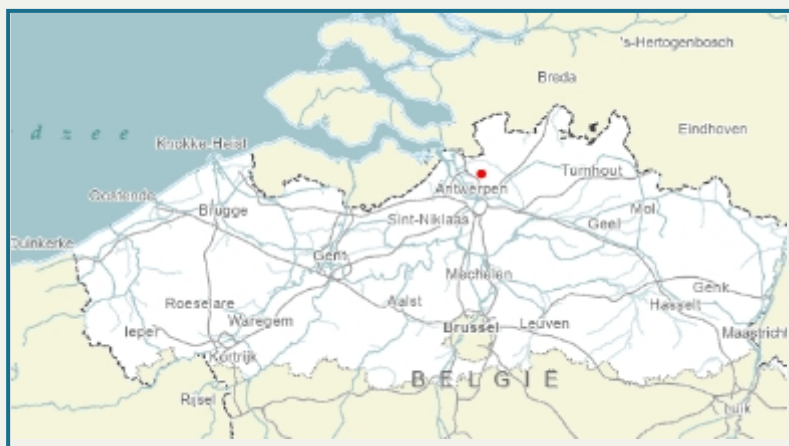 's-Hertogenbosch
Breda
d z e e
Eindhoven
Knokke-Heist
Turnhout
Antwerpen
Oostende
Mol
Brugge
Sint-Niklaas
Geel
Duinkerke
Gent
Mechelen
Genk
Roeselare
Aalst
Hasselt
Waregem
Brussel
Leuven
Ieper
Maastricht
Kortrijk
BELGIË
Rijsel
Luik